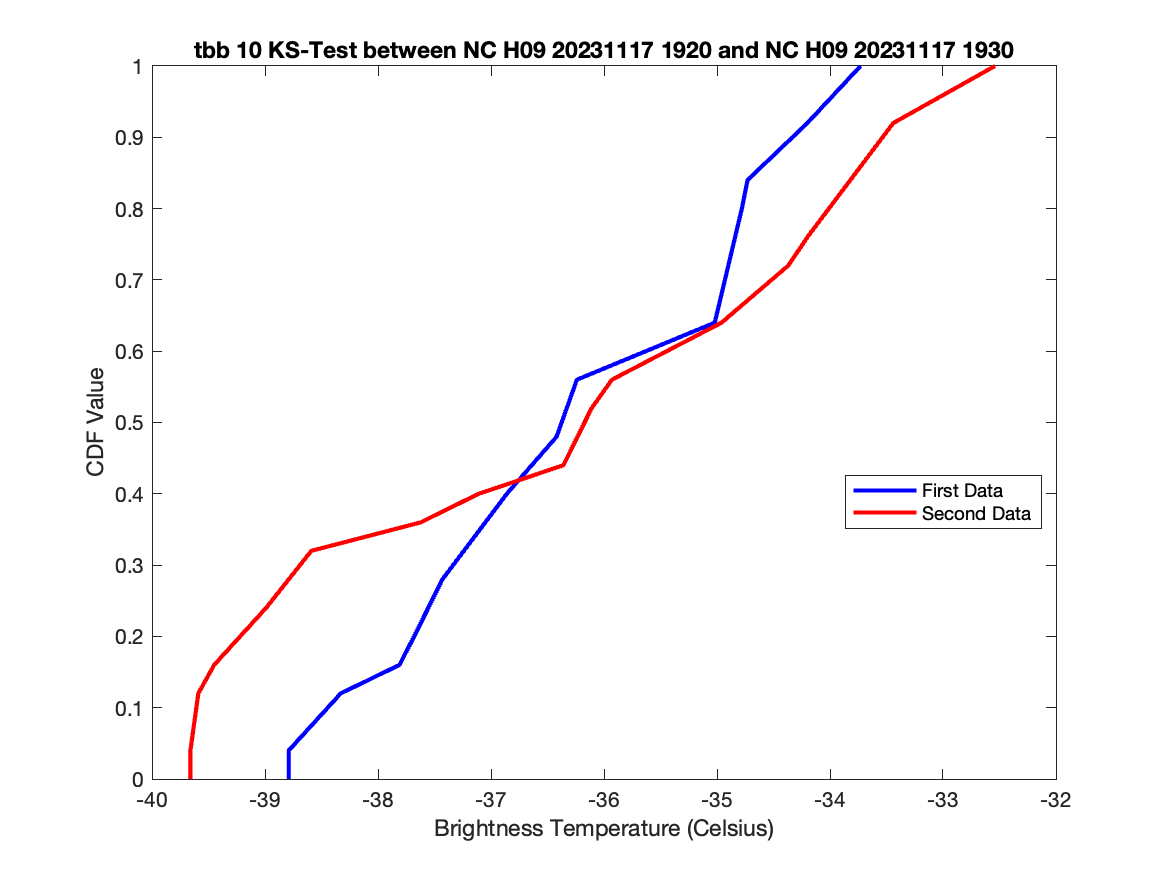 tbb 10 KS-Test between NC H09 20231117 1920 and NC H09 20231117 1930
1
0.9
0.8
0.7
0.6
0.5
0.4
0.3
0.2
0.1
0
CDF Value
First Data
Second Data
-40 -39 -38 -37 -36 -35 -34 -33 -32
Brightness Temperature (Celsius)